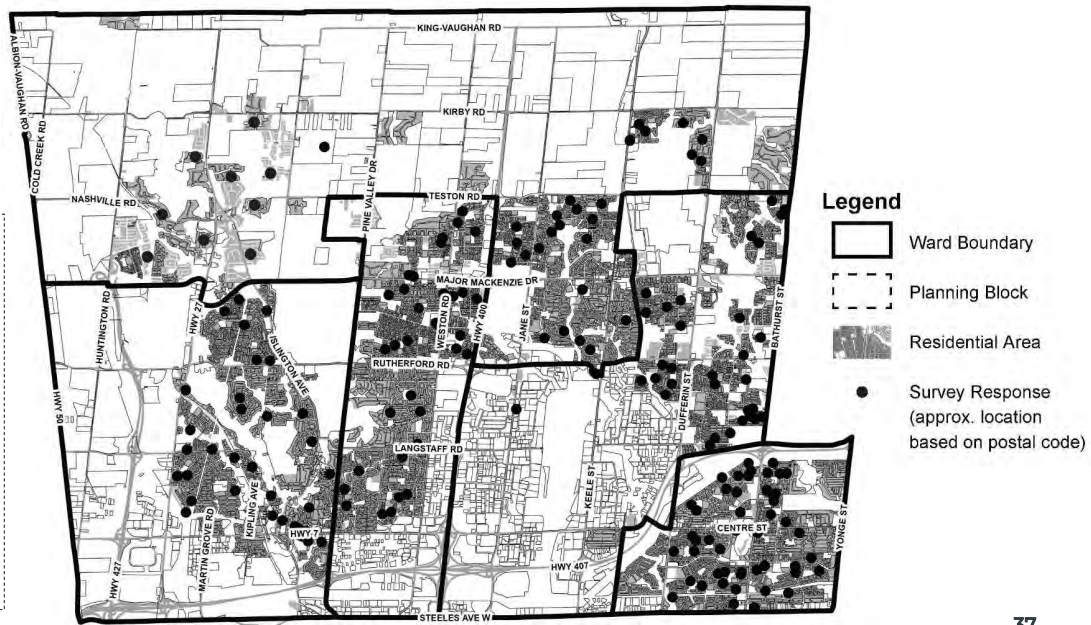 KING-VAUGHAN RD
ALBION-VAUGHAN RD
COLD CREEK RD
KIRBY RD
PINE VALLEY DR
NASHVILLE RD
TESTON RD
MAJOR MACKENZIE DR
HUNTINGTON RD
HWY 27
ISLINGTON AVE
WESTON RD
HWY 400
JANE ST
BATHURST ST
RUTHERFORD RD
HWY 50
DUFFERIN ST
LANGSTAFF RD
KEELE ST
KIPLING AVE
MARTIN GROVE RD
HWY 7
CENTRE ST
YONGE ST
HWY 427
HWY 407
STEELES AVE W
Legend
Ward Boundary
Planning Block
Residential Area
Survey Response
(approx. location
based on postal code)
37